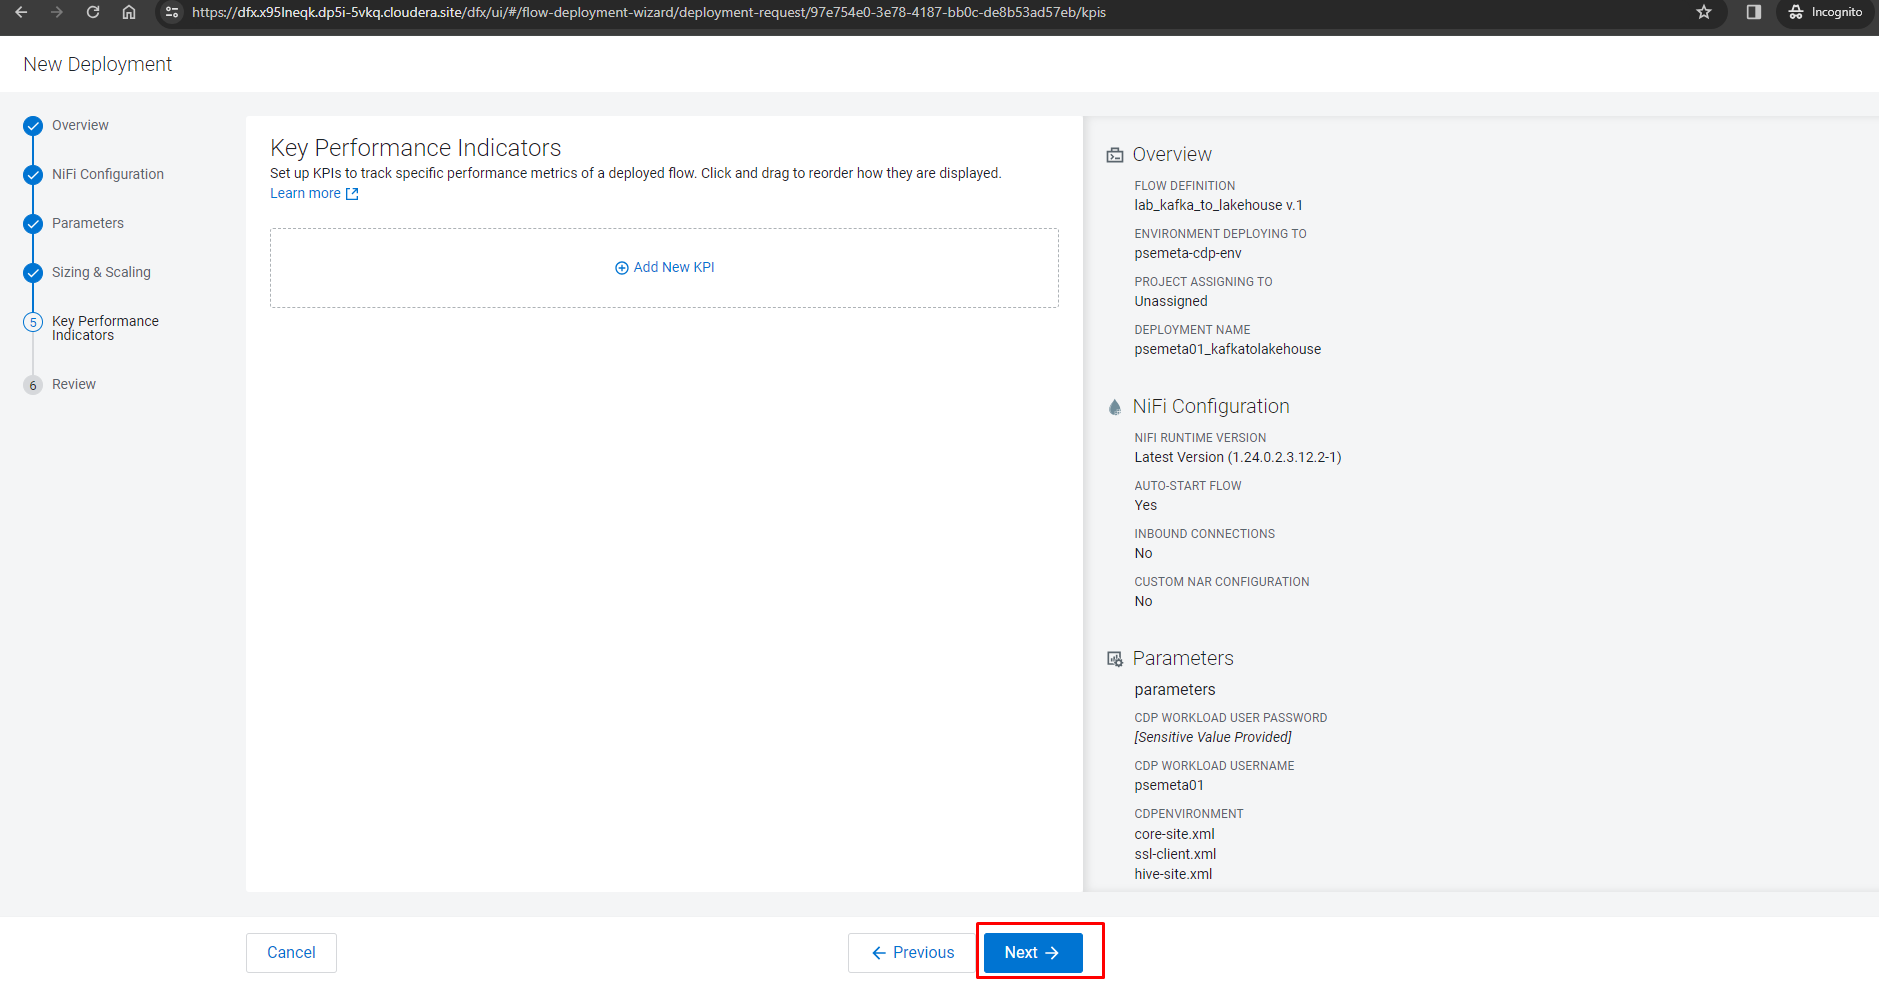 https://dfx.x95lneqk.dp5i-5vkq.cloudera.site/dfx/ui/#/flow-deployment-wizard/deployment-request/97e754e0-3e78-4187-bb0c-de8b53ad57eb/kpis
Incognito
New Deployment
Overview
NiFi Configuration
Parameters
Sizing & Scaling
5
Key Performance
Indicators
6
Review
Key Performance Indicators
Set up KPIs to track specific performance metrics of a deployed flow. Click and drag to reorder how they are displayed.
Learn more
Add New KPI
Overview
FLOW DEFINITION
lab_kafka_to_lakehouse v.1
ENVIRONMENT DEPLOYING TO
psemeta-cdp-env
PROJECT ASSIGNING TO
Unassigned
DEPLOYMENT NAME
psemeta01_kafkatolakehouse
NiFi Configuration
NIFI RUNTIME VERSION
Latest Version (1.24.0.2.3.12.2-1)
AUTO-START FLOW
Yes
INBOUND CONNECTIONS
No
CUSTOM NAR CONFIGURATION
No
Parameters
parameters
CDP WORKLOAD USER PASSWORD
[Sensitive Value Provided]
CDP WORKLOAD USERNAME
psemeta01
CDPENVIRONMENT
core-site.xml
ssl-client.xml
hive-site.xml
Cancel
Previous
Next